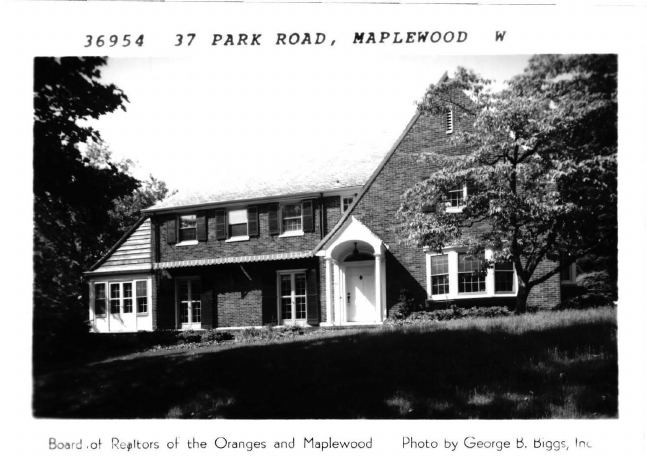 36954 37 PARK ROAD, MAPLEWOOD W
Board of Realtors of the Oranges and Maplewood Photo by George B. Biggs, Inc